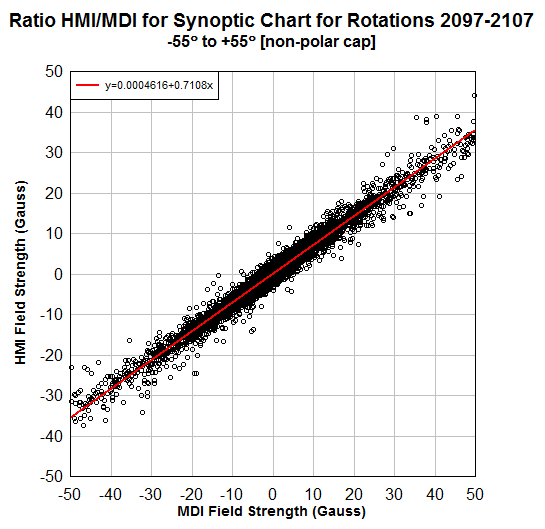 Ratio HMI/MDI for Synoptic Chart for Rotations 2097-2107
-55° to +55° [non-polar cap]
y=0.0004616+0.7108x
50
40
30
20
10
0
-10
-20
-30
-40
-50
HMI Field Strength (Gauss)
-50 -40 -30 -20 -10 0 10 20 30 40 50
MDI Field Strength (Gauss)